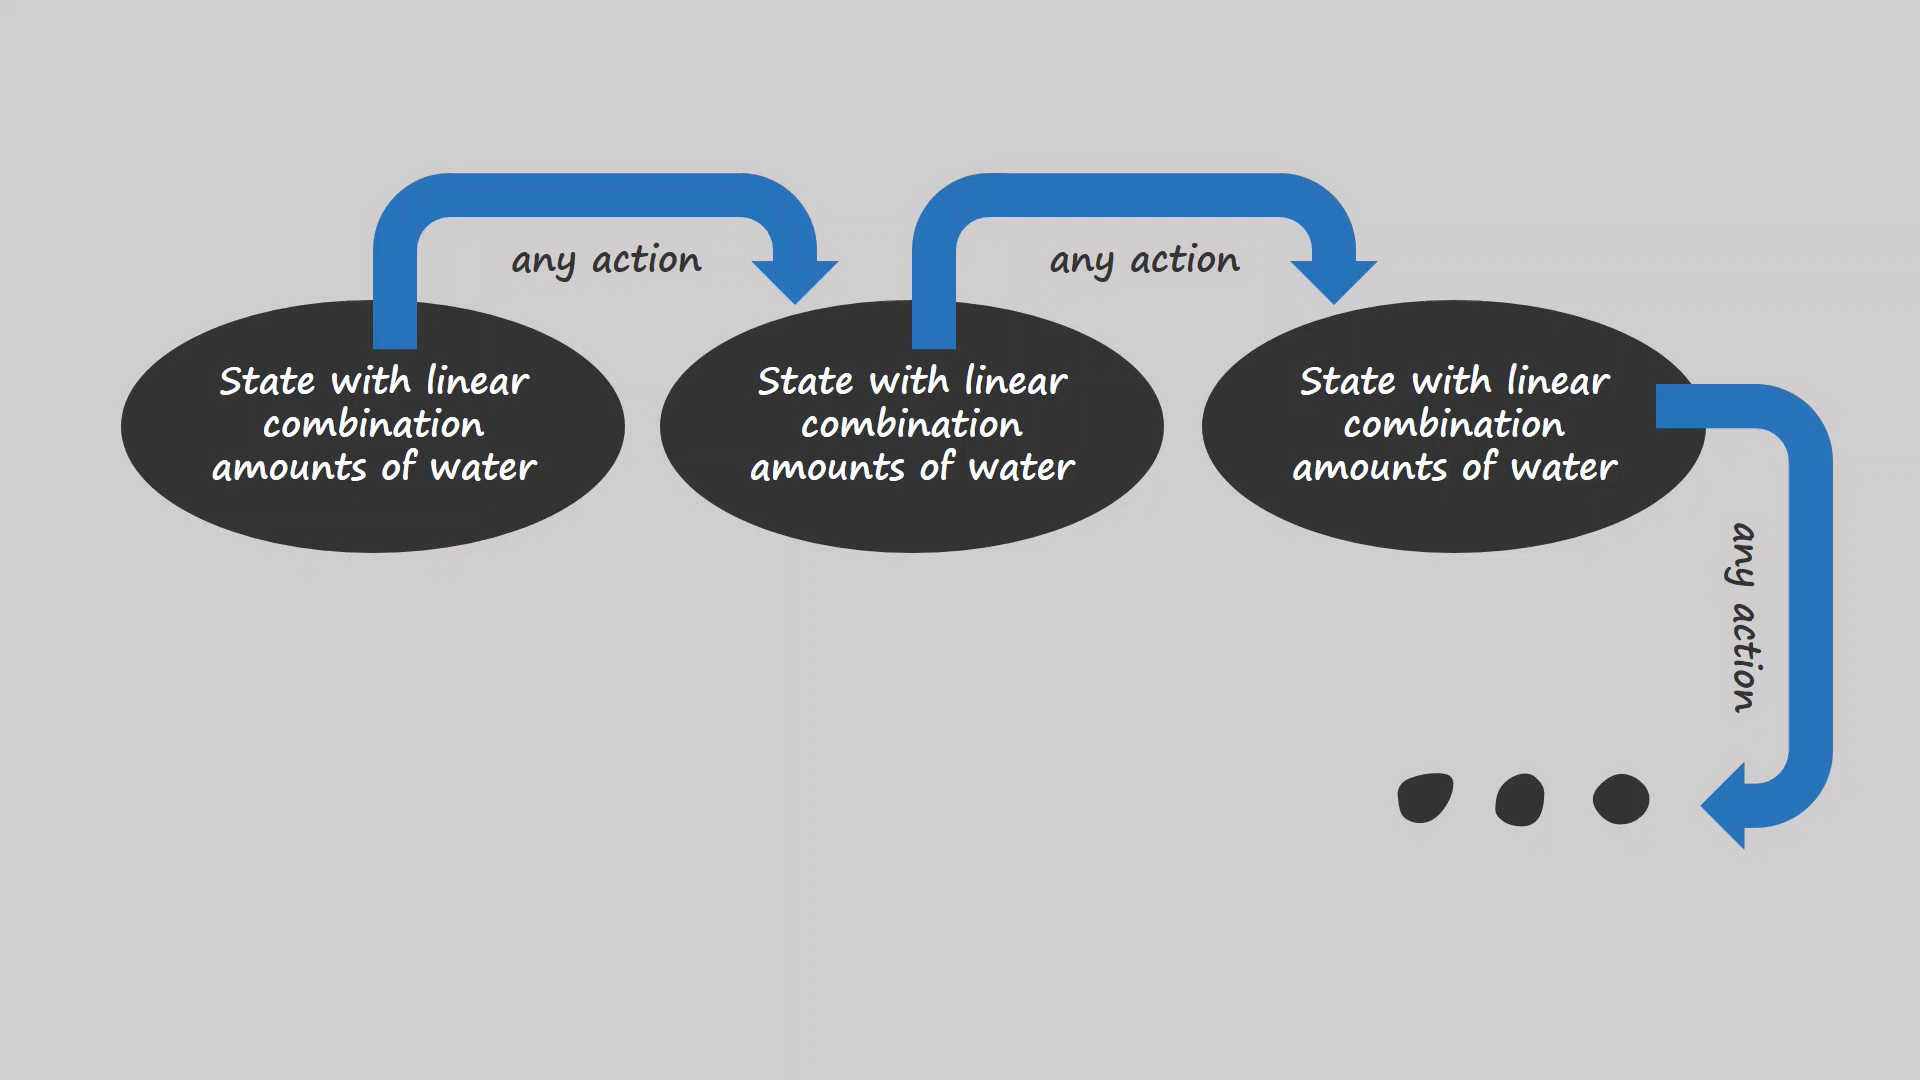 any action
any action
State with linear
combination
amounts of water
State with linear
combination
amounts of water
State with linear
combination
amounts of water
any action